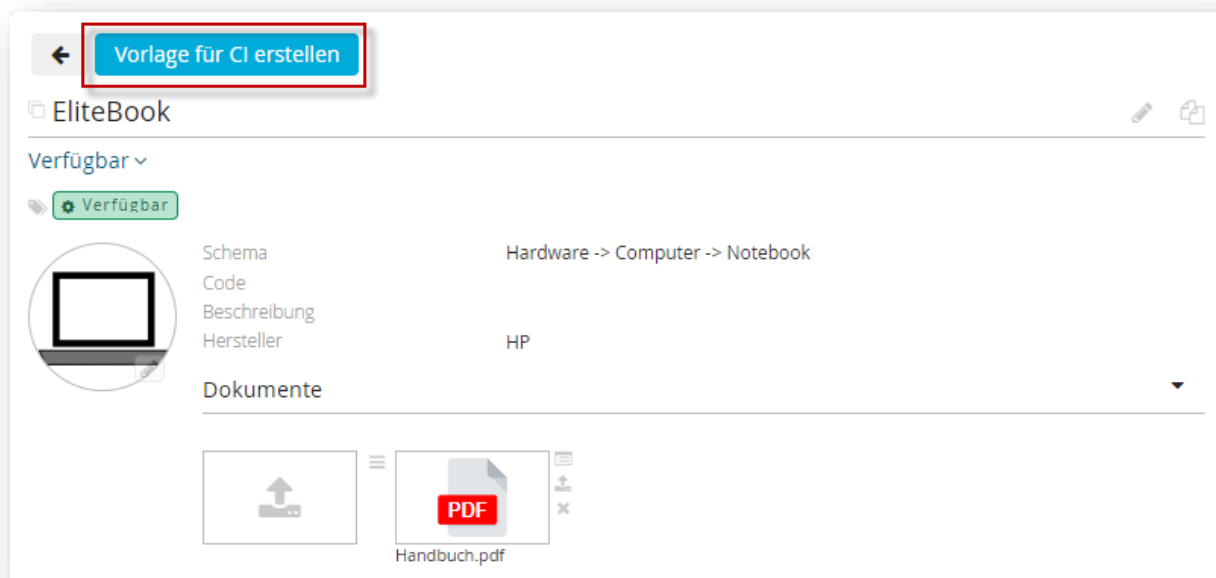 Vorlage für CI erstellen
EliteBook
Verfügbar
Verfügbar
Schema Hardware -> Computer -> Notebook
Code
Beschreibung
Hersteller HP
Dokumente
PDF
Handbuch.pdf